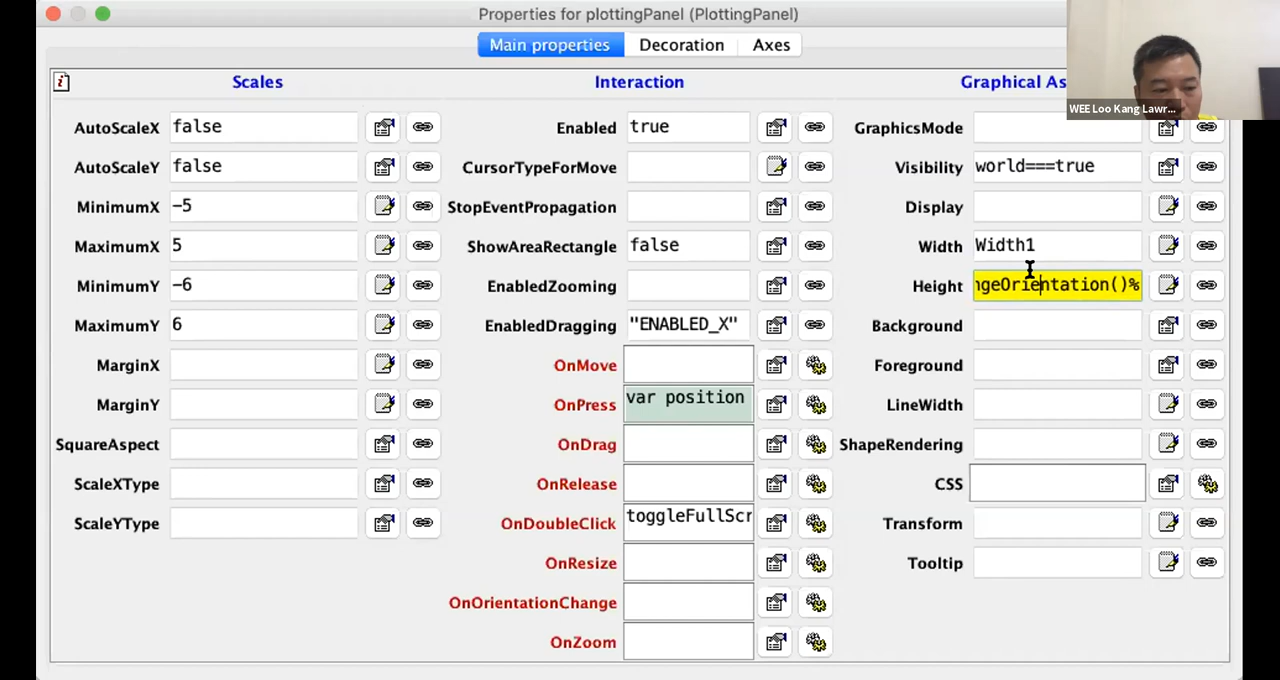 Properties for plottingPanel (PlottingPanel)
Main properties
Decoration
Axes
WEE Loo Kang Lawr...
Scales
AutoScaleX false
AutoScaleY false
MinimumX -5
MaximumX 5
MinimumY -6
MaximumY 6
MarginX
MarginY
SquareAspect
ScaleXType
ScaleYType
Interaction
Enabled true
CursorTypeForMove
StopEventPropagation
ShowAreaRectangle false
EnabledZooming
EnabledDragging "ENABLED_X"
OnMove
OnPress var position
OnDrag
OnRelease
OnDoubleClick toggleFullScr
OnResize
OnOrientationChange
OnZoom
Graphical As
GraphicsMode
Visibility world===true
Display
Width Width1
Height ngeOrientation()%
Background
Foreground
LineWidth
ShapeRendering
CSS
Transform
Tooltip